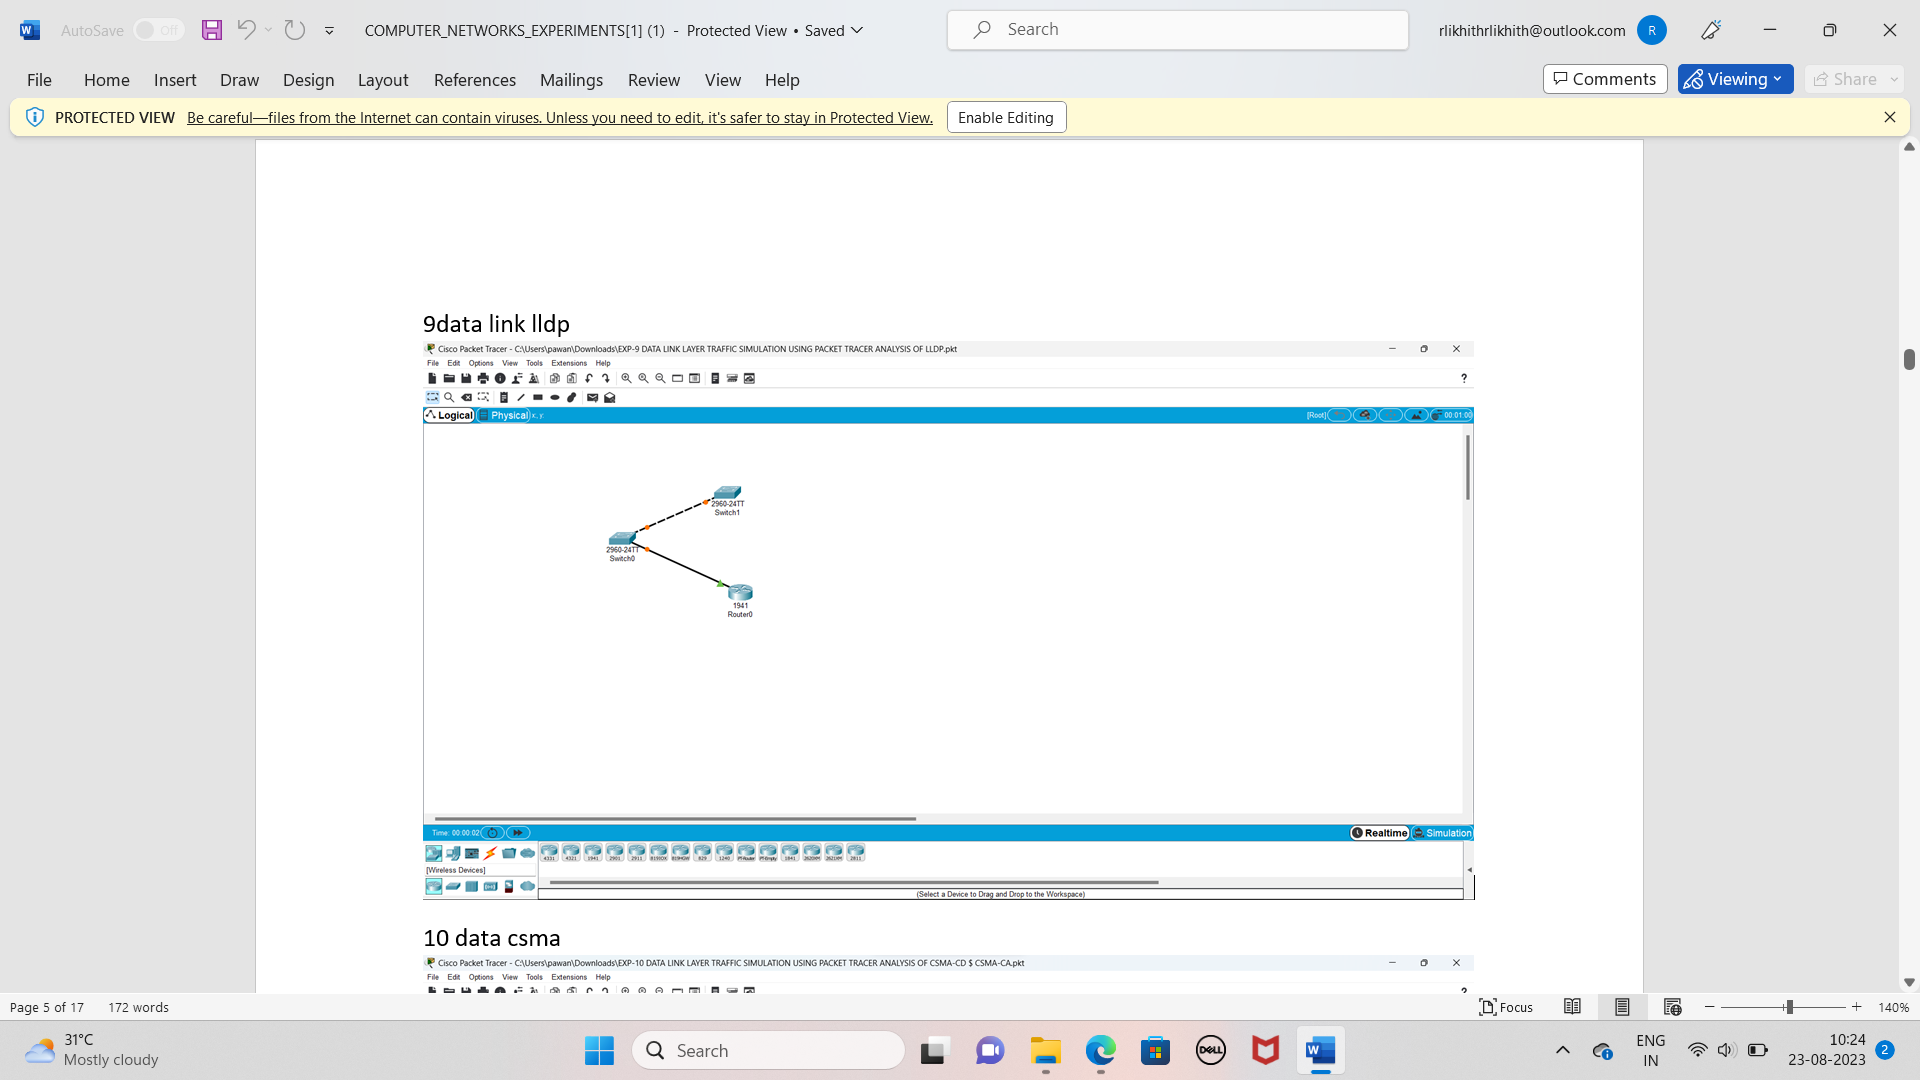 AutoSave Off COMPUTER_NETWORKS_EXPERIMENTS[1] (1) - Protected View • Saved Search rlikhithrlikhith@outlook.com R
File Home Insert Draw Design Layout References Mailings Review View Help Comments Viewing Share
PROTECTED VIEW Be careful—files from the Internet can contain viruses. Unless you need to edit, it's safer to stay in Protected View. Enable Editing
9data link lldp
Cisco Packet Tracer - C:\Users\pawan\Downloads\EXP-9 DATA LINK LAYER TRAFFIC SIMULATION USING PACKET TRACER ANALYSIS OF LLDP.pkt
File Edit Options View Tools Extensions Help
?
Logical Physical x, y: [Root] 00:01:00
2960-24TT
Switch1
2960-24TT
Switch0
1941
Router0
Time: 00:00:02 Realtime Simulation
4331 4321 1941 2901 2911 819IOX 819HGW 829 1240 PT-Router PT-Empty 1841 2620XM 2621XM 2811
[Wireless Devices]
(Select a Device to Drag and Drop to the Workspace)
10 data csma
Cisco Packet Tracer - C:\Users\pawan\Downloads\EXP-10 DATA LINK LAYER TRAFFIC SIMULATION USING PACKET TRACER ANALYSIS OF CSMA-CD $ CSMA-CA.pkt
File Edit Options View Tools Extensions Help
Page 5 of 17 172 words Focus 140%
31°C
Mostly cloudy
Search
DELL
ENG
IN
10:24
23-08-2023
2